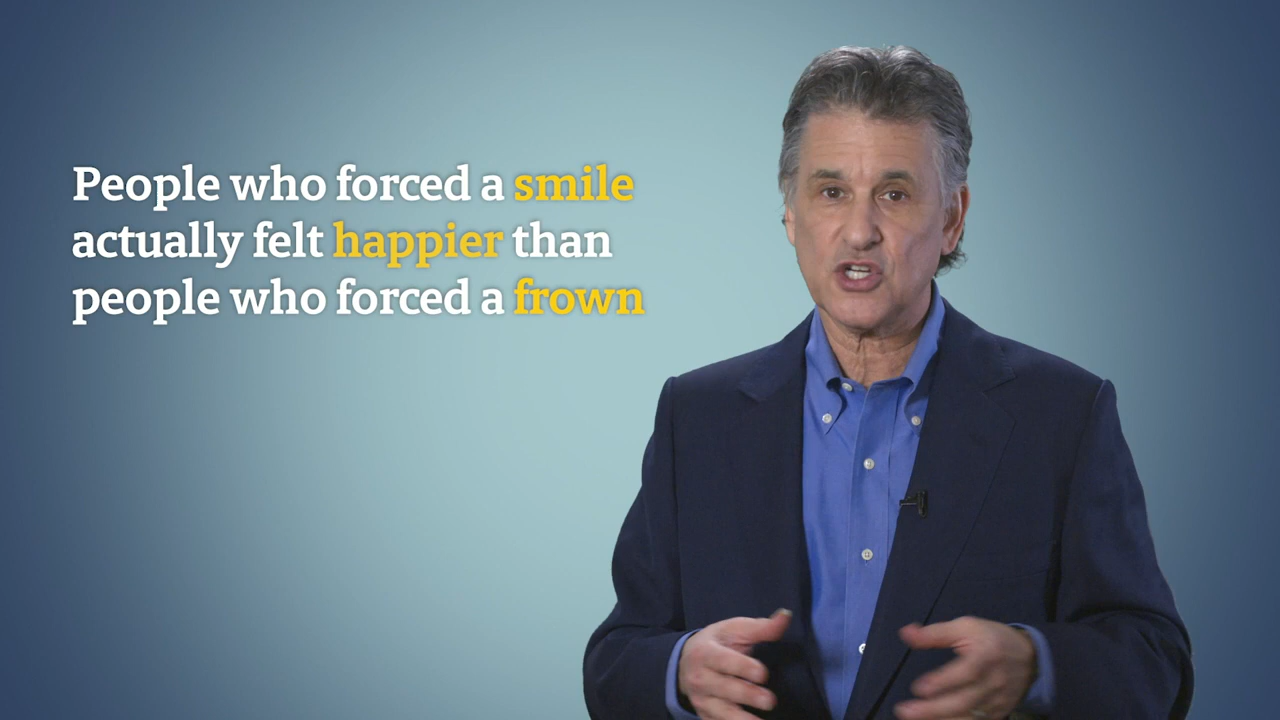 People who forced a smile
actually felt happier than
people who forced a frown